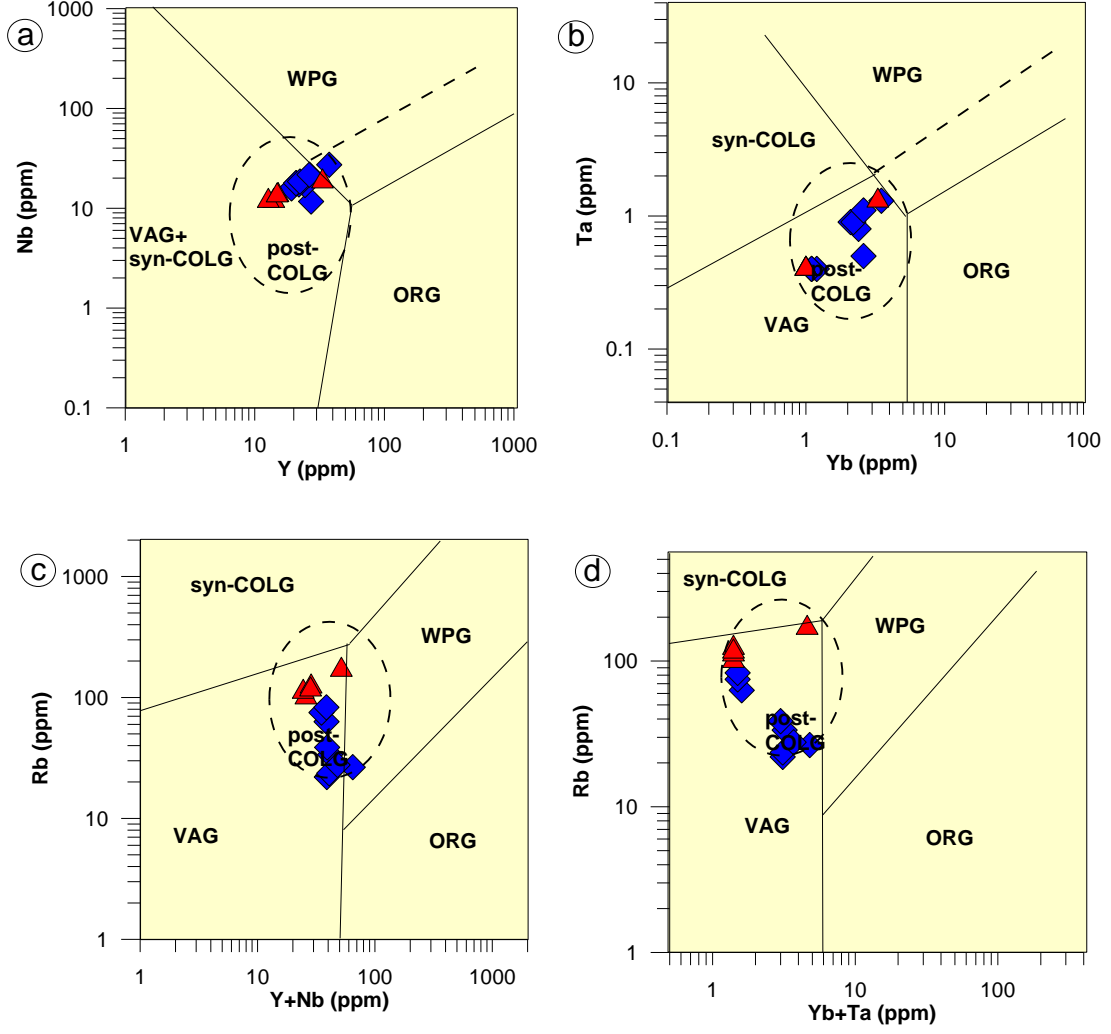 a
1000
100
10
1
0.1
Nb (ppm)
WPG
VAG+
syn-COLG
post-
COLG
ORG
1 10 100 1000
Y (ppm)
b
10
1
0.1
Ta (ppm)
WPG
syn-COLG
post-
COLG
ORG
VAG
0.1 1 10 100
Yb (ppm)
c
1000
100
10
1
Rb (ppm)
syn-COLG
WPG
post-
COLG
VAG
ORG
1 10 100 1000
Y+Nb (ppm)
d
100
10
1
Rb (ppm)
syn-COLG
WPG
post-
COLG
VAG
ORG
1 10 100
Yb+Ta (ppm)